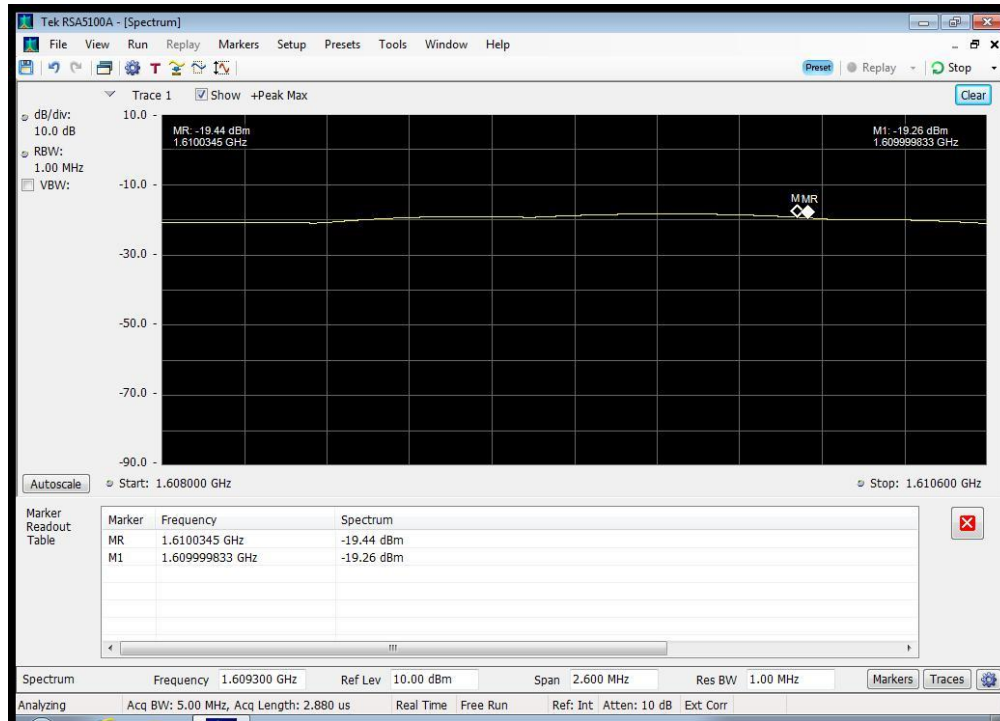 Tek RSA5100A - [Spectrum]
File View Run Replay Markers Setup Presets Tools Window Help
T Preset Replay Stop
Trace 1 Show +Peak Max Clear
dB/div:
10.0 dB
RBW:
1.00 MHz
VBW:
10.0 -
-10.0 -
-30.0 -
-50.0 -
-70.0 -
-90.0 -
MR: -19.44 dBm
1.6100345 GHz
M1: -19.26 dBm
1.609999833 GHz
M MR
Autoscale Start: 1.608000 GHz Stop: 1.610600 GHz
Marker
Readout
Table
Marker Frequency Spectrum
MR 1.6100345 GHz -19.44 dBm
M1 1.609999833 GHz -19.26 dBm
Spectrum Frequency 1.609300 GHz Ref Lev 10.00 dBm Span 2.600 MHz Res BW 1.00 MHz Markers Traces
Analyzing Acq BW: 5.00 MHz, Acq Length: 2.880 us Real Time Free Run Ref: Int Atten: 10 dB Ext Corr